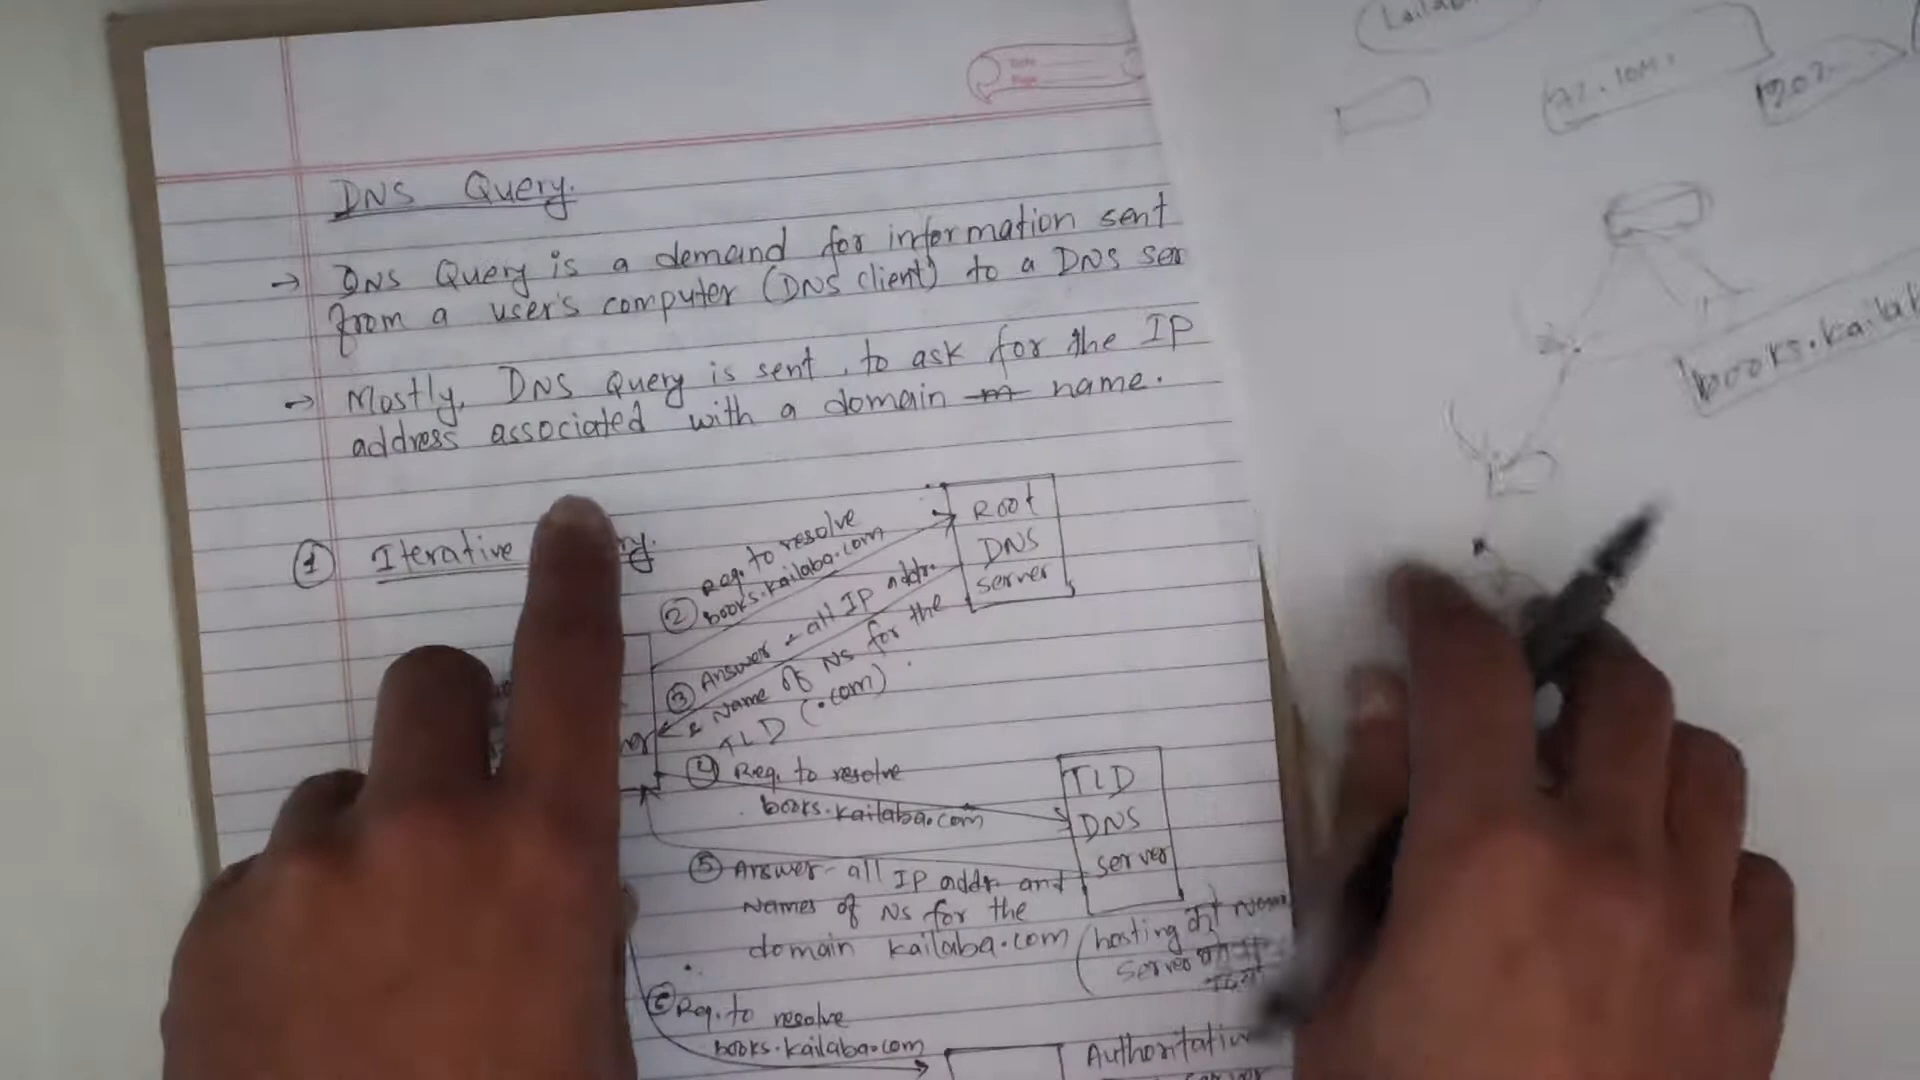 DNS Query.
→ DNS Query is a demand for information sent
from a user's computer (DNS client) to a DNS ser
→ Mostly, DNS Query is sent, to ask for the IP
address associated with a domain name.
① Iterative
② Req. to resolve
books.kailaba.com
Root
DNS
server
③ Answer - all IP addr.
& Name of NS for the
TLD (.com)
④ Req. to resolve
books.kailaba.com
TLD
DNS
server
⑤ Answer - all IP addr and
Names of NS for the
domain kailaba.com
(hosting
server
⑥ Req. to resolve
books.kailaba.com
Authoritativ
books.kailab